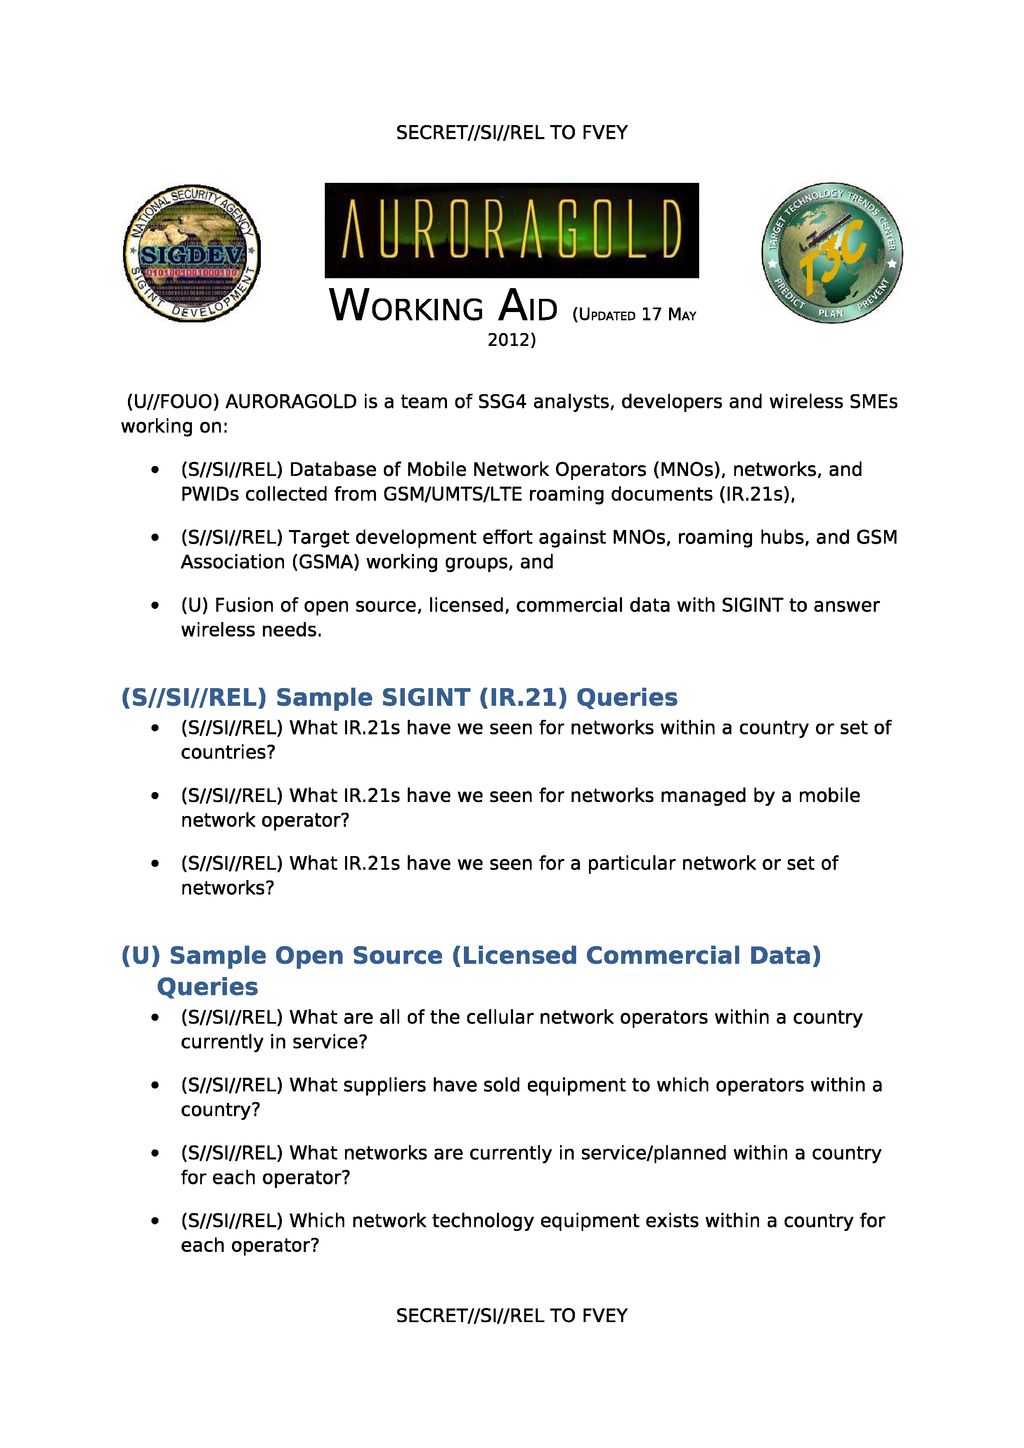 SECRET//SI//REL TO FVEY
NATIONAL SECURITY AGENCY
SIGDEV
SIGINT DEVELOPMENT
AURORAGOLD
TARGET TECHNOLOGY TRENDS CENTER
T3C
PREDICT PLAN PREVENT
WORKING AID (UPDATED 17 MAY
2012)
(U//FOUO) AURORAGOLD is a team of SSG4 analysts, developers and wireless SMEs
working on:
• (S//SI//REL) Database of Mobile Network Operators (MNOs), networks, and
PWIDs collected from GSM/UMTS/LTE roaming documents (IR.21s),
• (S//SI//REL) Target development effort against MNOs, roaming hubs, and GSM
Association (GSMA) working groups, and
• (U) Fusion of open source, licensed, commercial data with SIGINT to answer
wireless needs.
(S//SI//REL) Sample SIGINT (IR.21) Queries
• (S//SI//REL) What IR.21s have we seen for networks within a country or set of
countries?
• (S//SI//REL) What IR.21s have we seen for networks managed by a mobile
network operator?
• (S//SI//REL) What IR.21s have we seen for a particular network or set of
networks?
(U) Sample Open Source (Licensed Commercial Data)
Queries
• (S//SI//REL) What are all of the cellular network operators within a country
currently in service?
• (S//SI//REL) What suppliers have sold equipment to which operators within a
country?
• (S//SI//REL) What networks are currently in service/planned within a country
for each operator?
• (S//SI//REL) Which network technology equipment exists within a country for
each operator?
SECRET//SI//REL TO FVEY